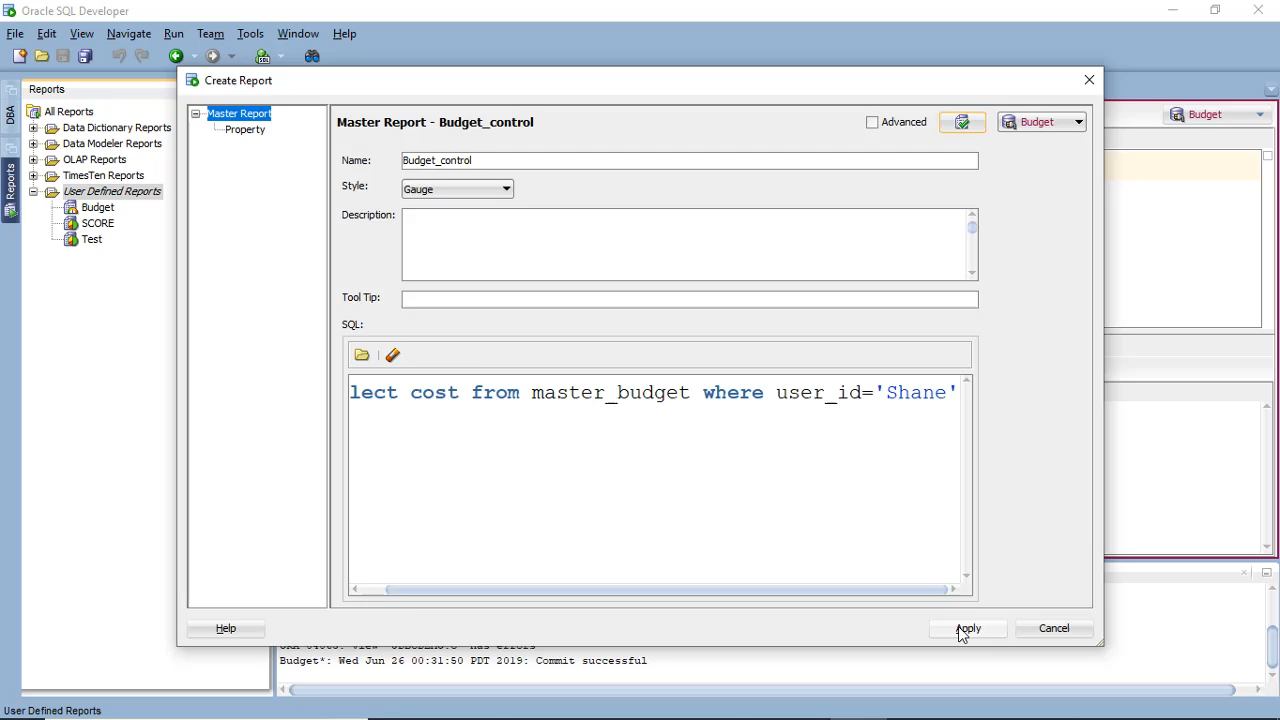 Oracle SQL Developer
File Edit View Navigate Run Team Tools Window Help
Reports
All Reports
Data Dictionary Reports
Data Modeler Reports
OLAP Reports
TimesTen Reports
User Defined Reports
Budget
SCORE
Test
DBA
Reports
Create Report
Master Report
Property
Master Report - Budget_control
Advanced
Budget
Name: Budget_control
Style: Gauge
Description:
Tool Tip:
SQL:
lect cost from master_budget where user_id='Shane'
Help
Apply
Cancel
Budget
Budget*: Wed Jun 26 00:31:50 PDT 2019: Commit successful
User Defined Reports